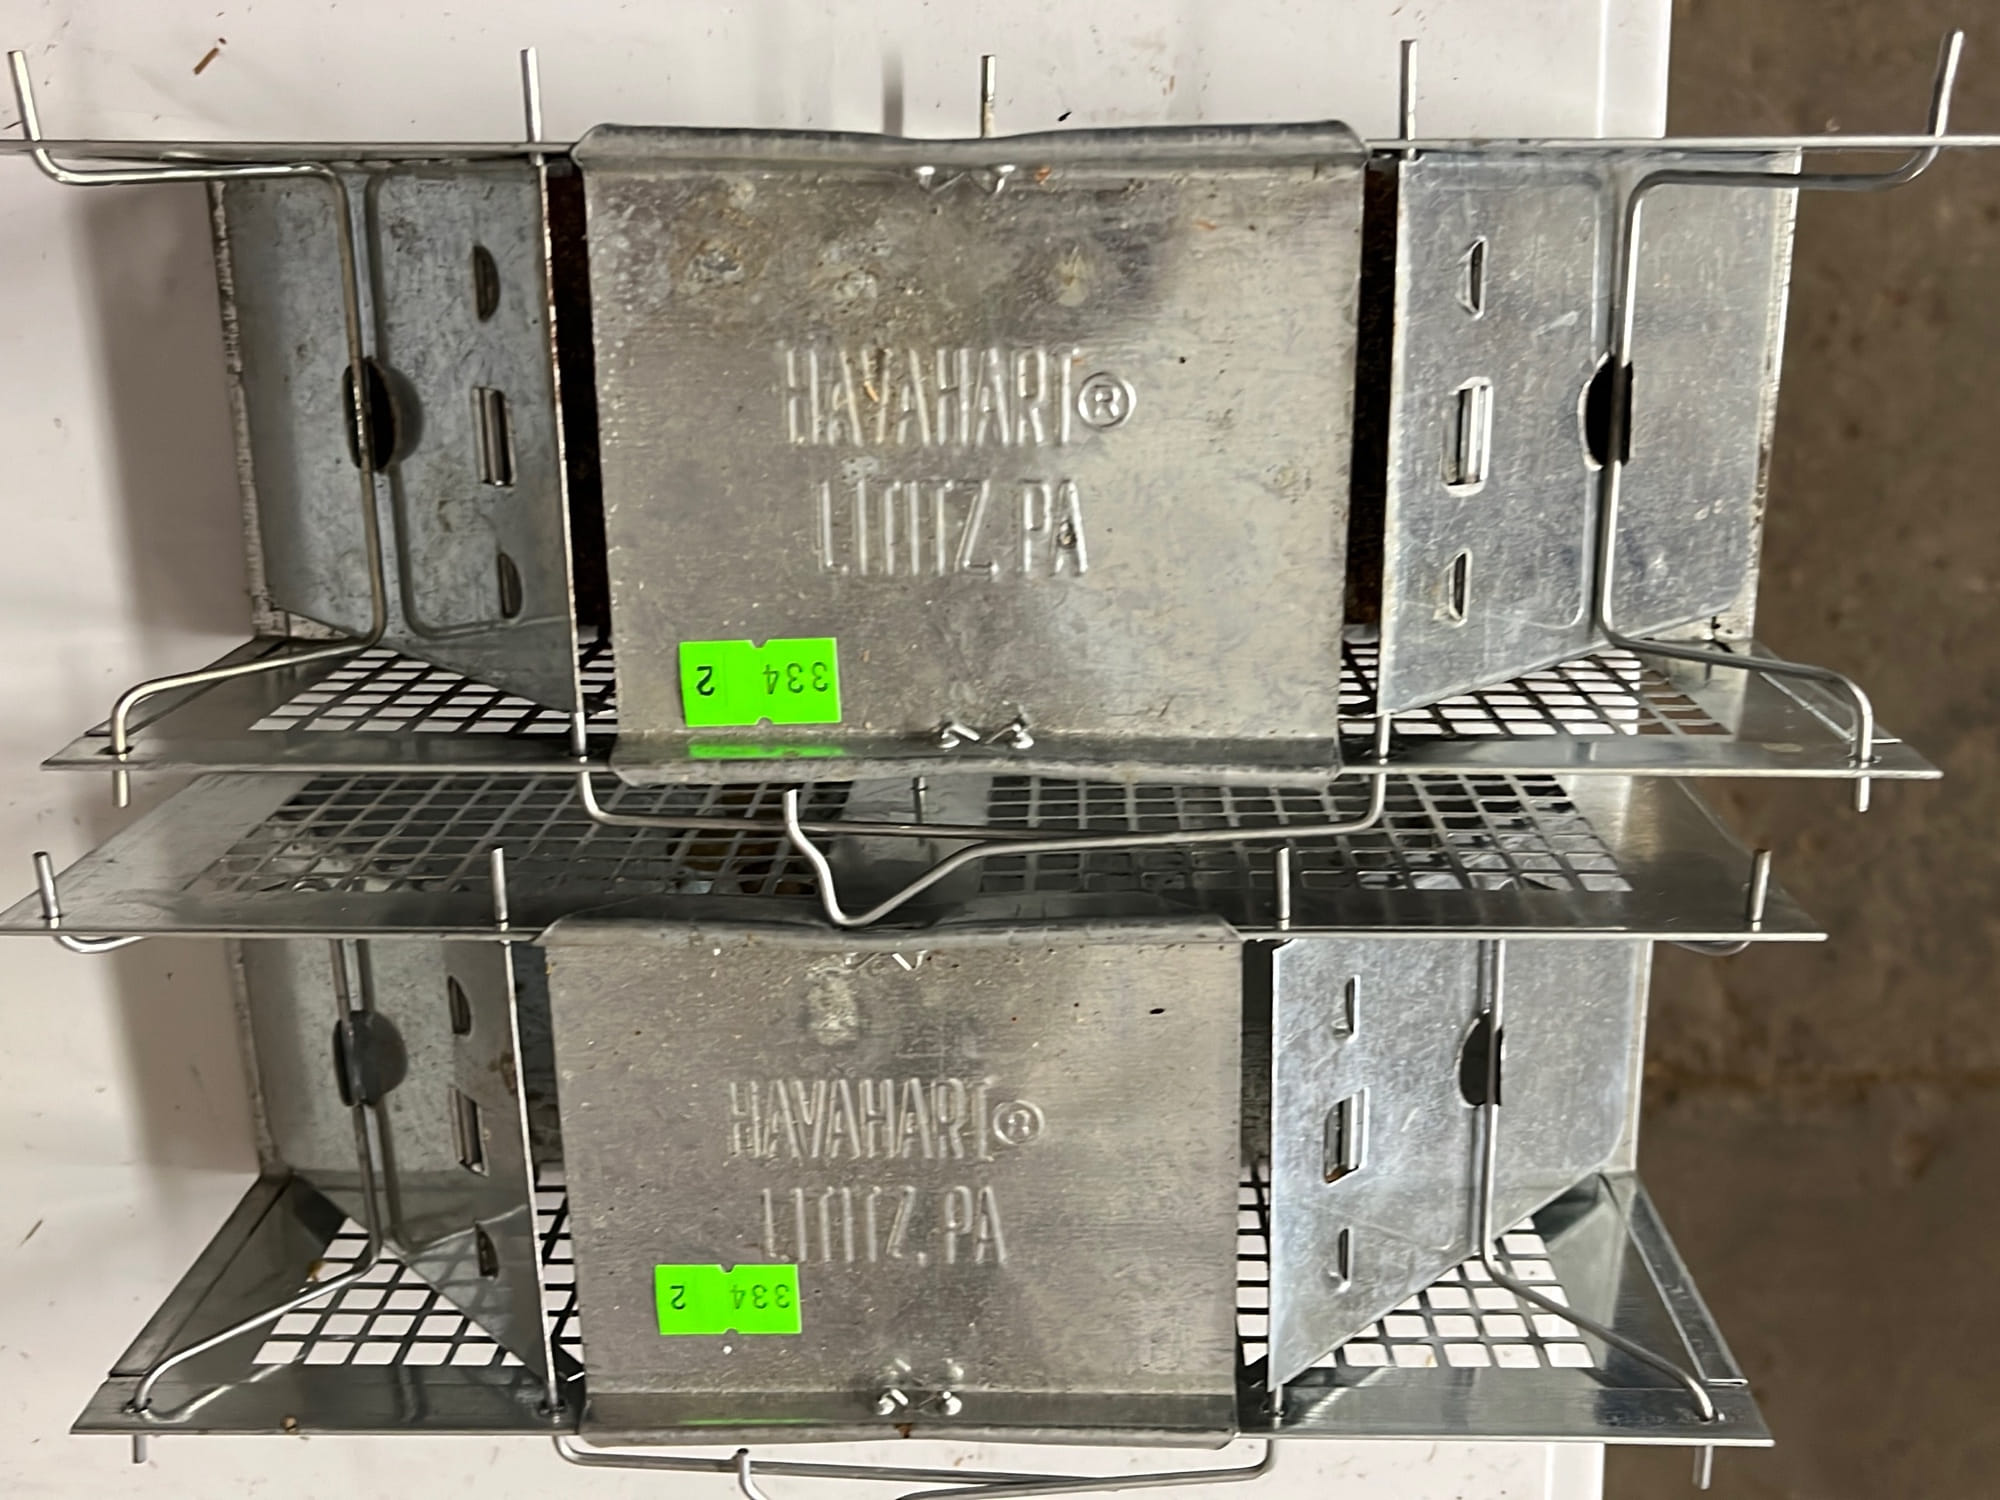 HAVAHART®
LITITZ, PA
334 2
HAVAHART®
LITITZ, PA
334 2